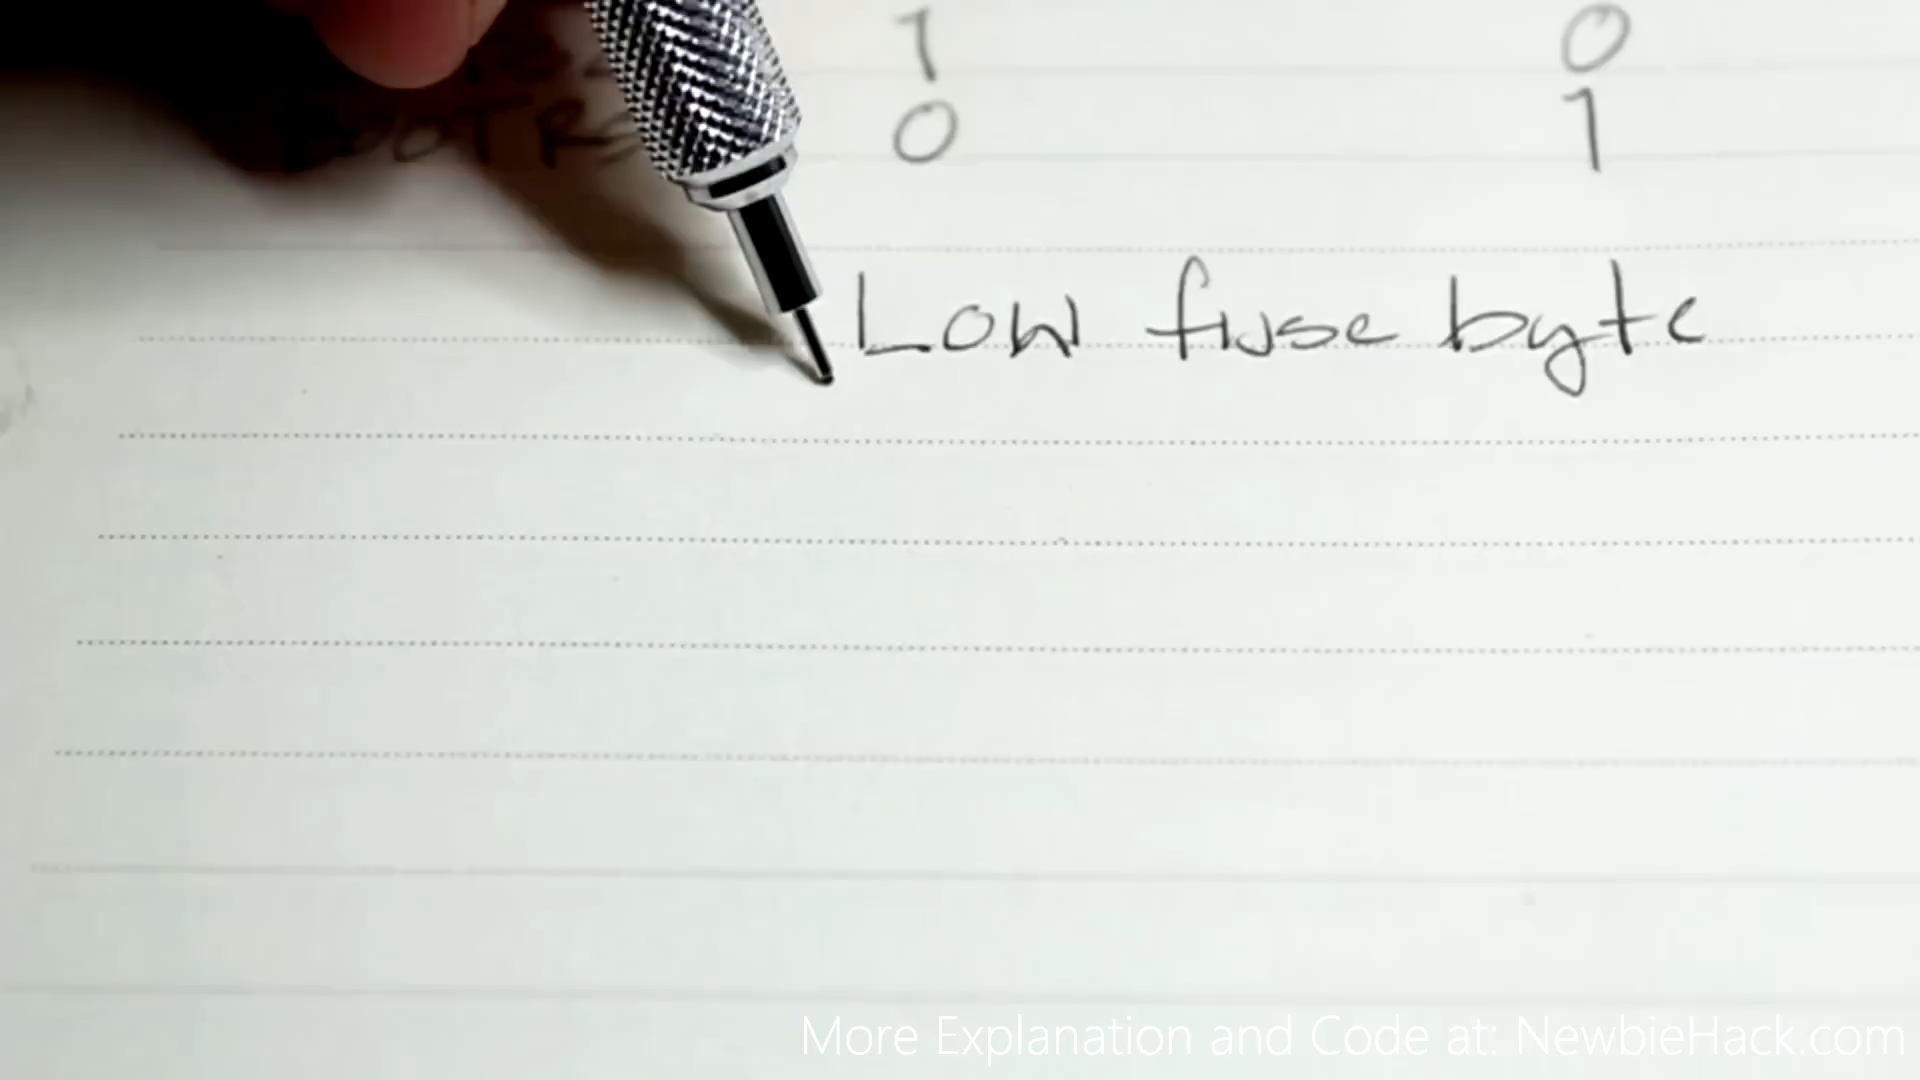 1 0
0 1
Low fuse byte
More Explanation and Code at: NewbieHack.com